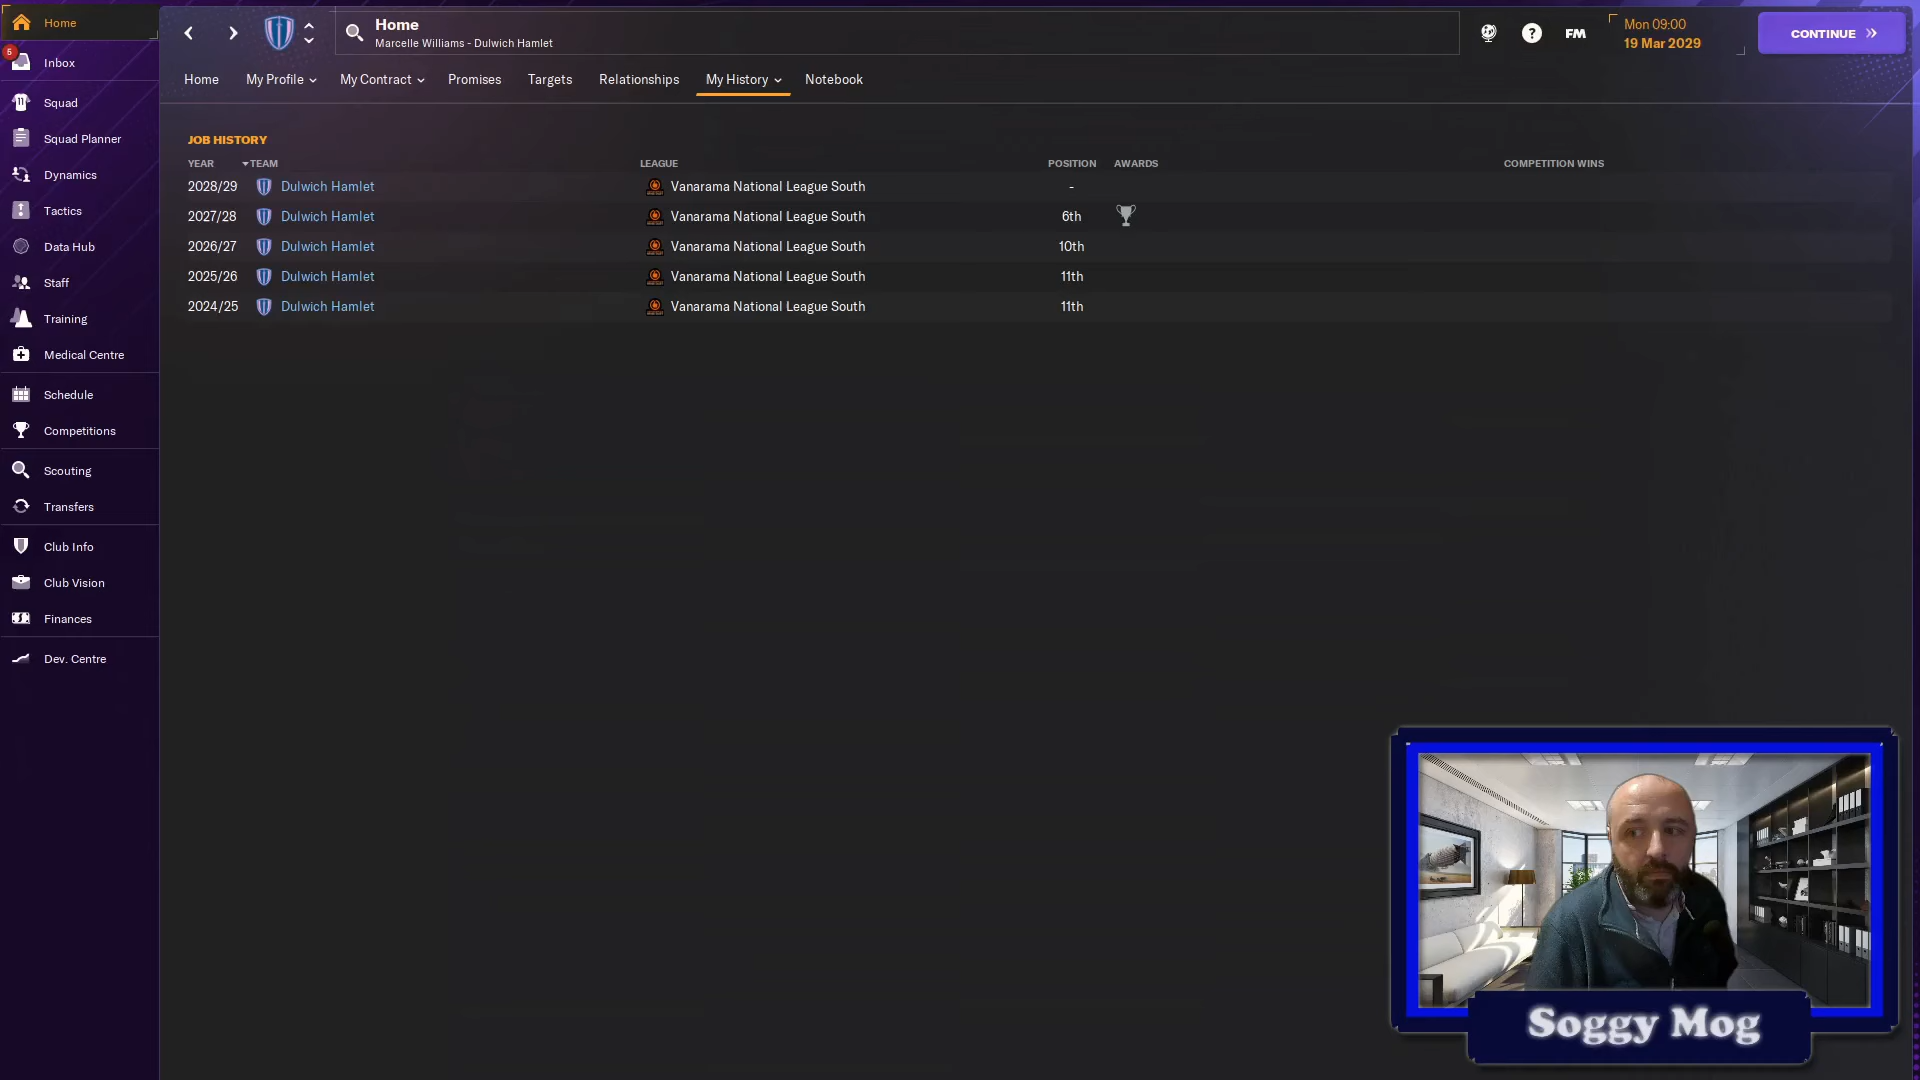 Home
5
Inbox
Squad
Squad Planner
Dynamics
Tactics
Data Hub
Staff
Training
Medical Centre
Schedule
Competitions
Scouting
Transfers
Club Info
Club Vision
Finances
Dev. Centre
Home
Marcelle Williams - Dulwich Hamlet
?
FM
Mon 09:00
19 Mar 2029
CONTINUE
Home My Profile My Contract Promises Targets Relationships My History Notebook
JOB HISTORY
YEAR TEAM LEAGUE POSITION AWARDS COMPETITION WINS
2028/29 Dulwich Hamlet Vanarama National League South -
2027/28 Dulwich Hamlet Vanarama National League South 6th
2026/27 Dulwich Hamlet Vanarama National League South 10th
2025/26 Dulwich Hamlet Vanarama National League South 11th
2024/25 Dulwich Hamlet Vanarama National League South 11th
Soggy Mog